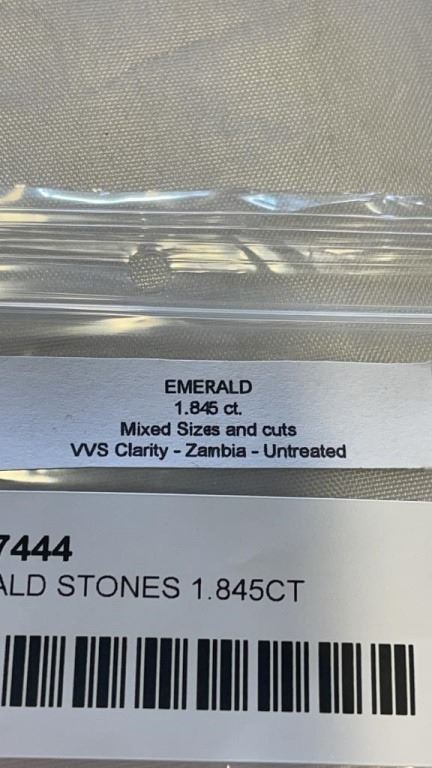 EMERALD
1.845 ct.
Mixed Sizes and cuts
VVS Clarity - Zambia - Untreated
7444
ALD STONES 1.845CT